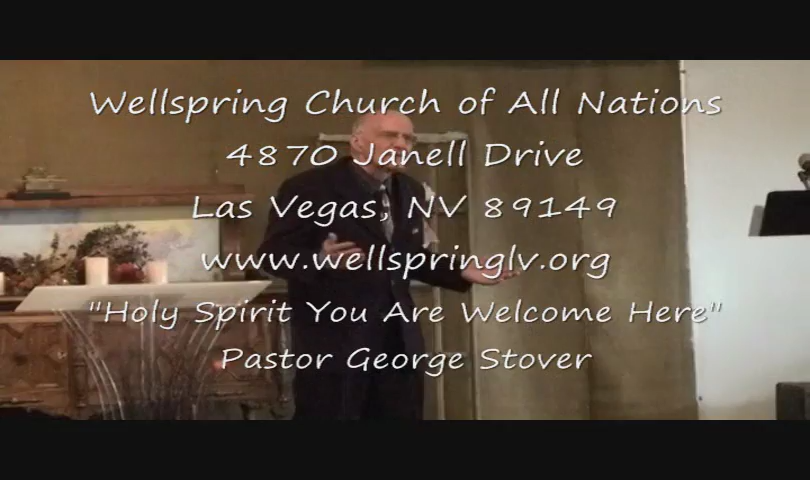 Wellspring Church of All Nations
4870 Janell Drive
Las Vegas, NV 89149
www.wellspringlv.org
"Holy Spirit You Are Welcome Here"
Pastor George Stover